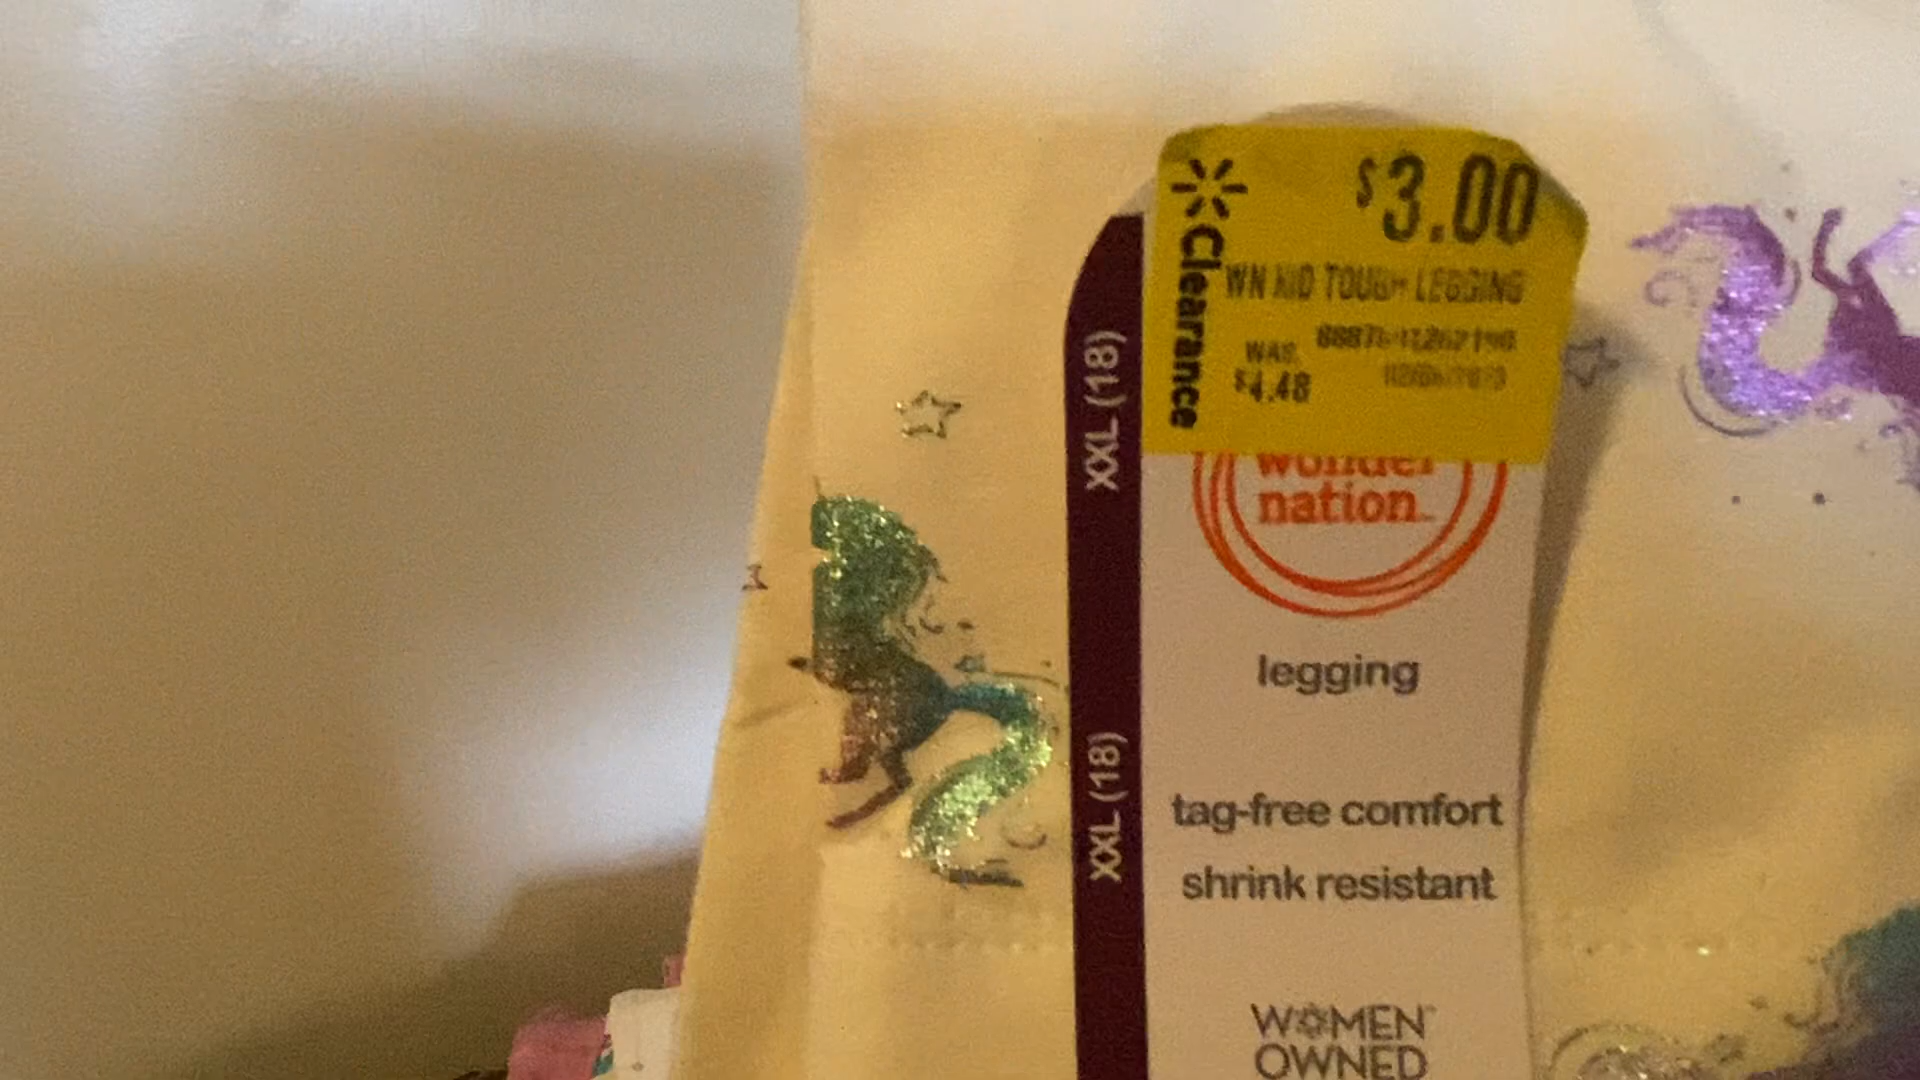 $3.00
Clearance
WN KID TOUGH LEGGING
WAS
$4.48
XXL (18)
wonder
nation
legging
XXL (18)
tag-free comfort
shrink resistant
WOMEN
OWNED